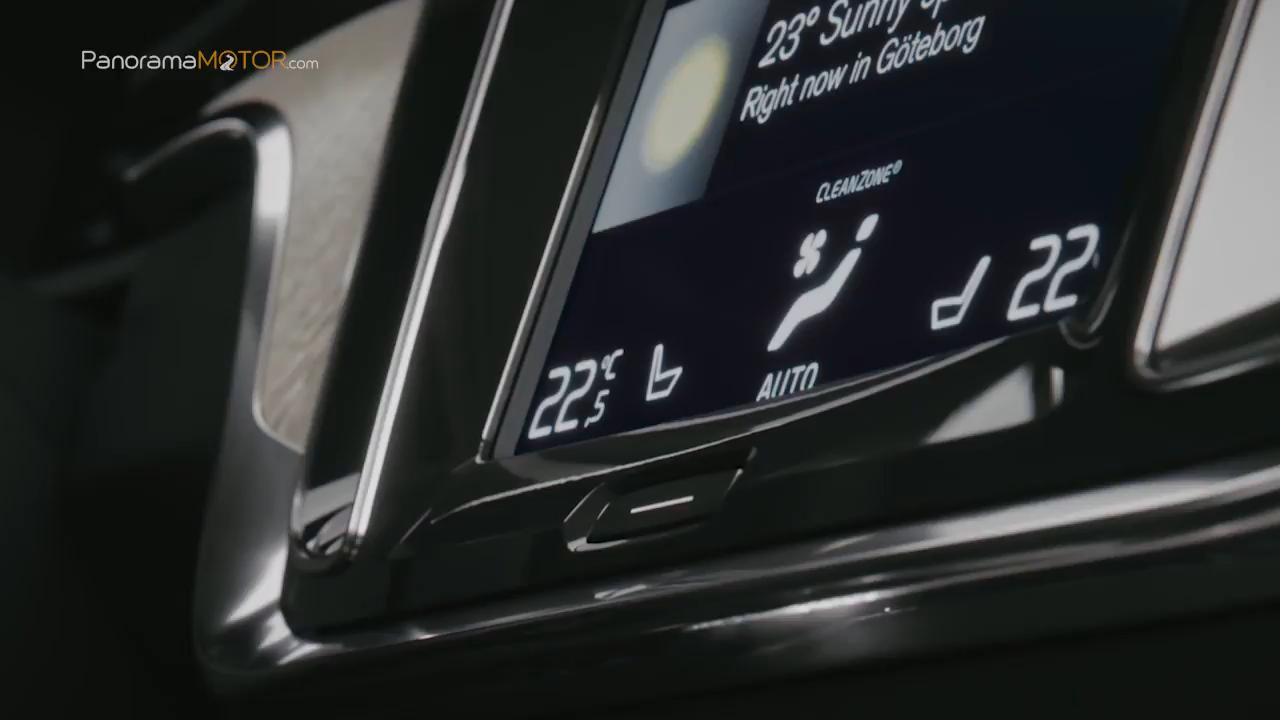 PanoramaMOTOR.com
23° Sunny
Right now in Göteborg
CLEANZONE®
22,5 °C
22
AUTO